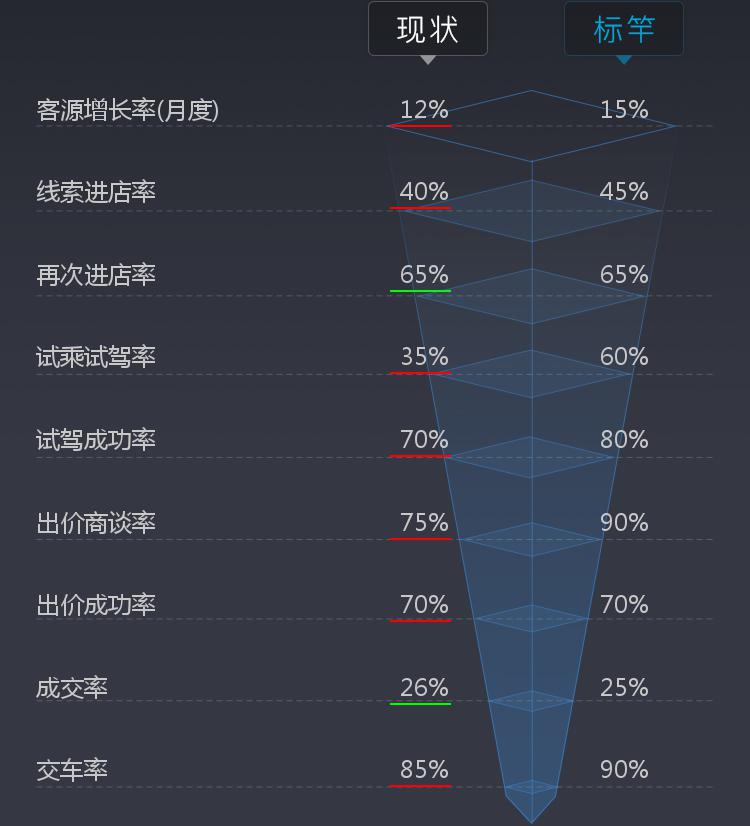 现状 标竿
客源增长率(月度) 12% 15%
线索进店率 40% 45%
再次进店率 65% 65%
试乘试驾率 35% 60%
试驾成功率 70% 80%
出价商谈率 75% 90%
出价成功率 70% 70%
成交率 26% 25%
交车率 85% 90%